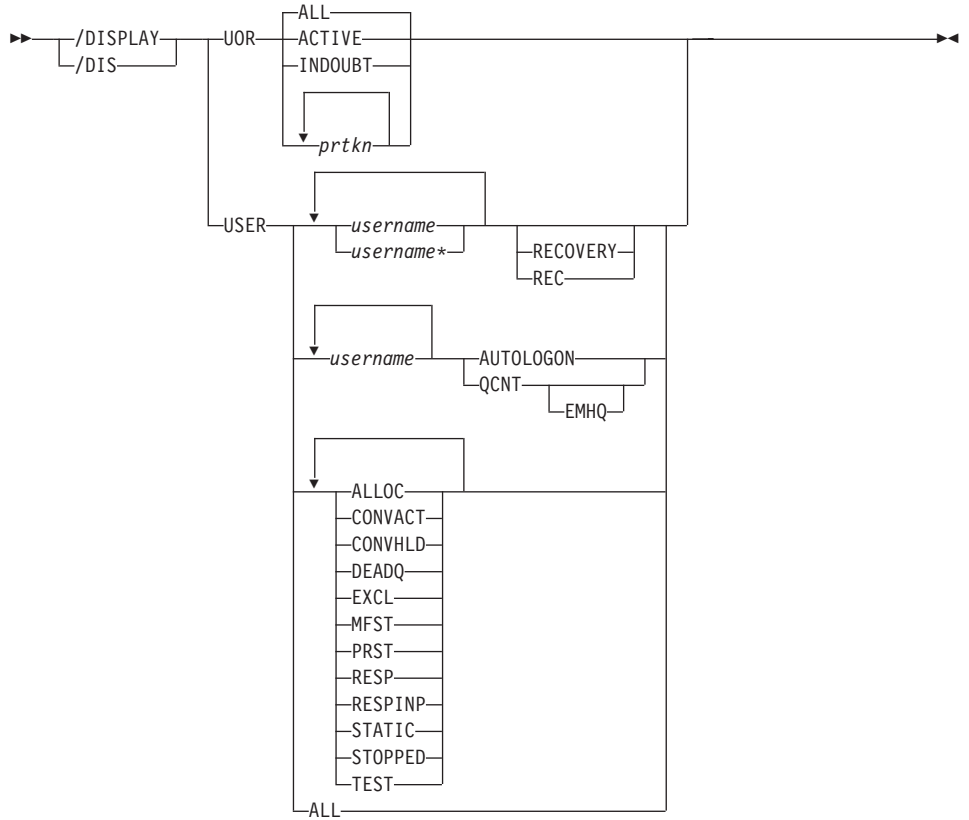 ALL
/DISPLAY UOR ACTIVE
/DIS INDOUBT
prtkn
USER username
username* RECOVERY
REC
username AUTOLOGON
QCNT
EMHQ
ALLOC
CONVACT
CONVHLD
DEADQ
EXCL
MFST
PRST
RESP
RESPINP
STATIC
STOPPED
TEST
ALL